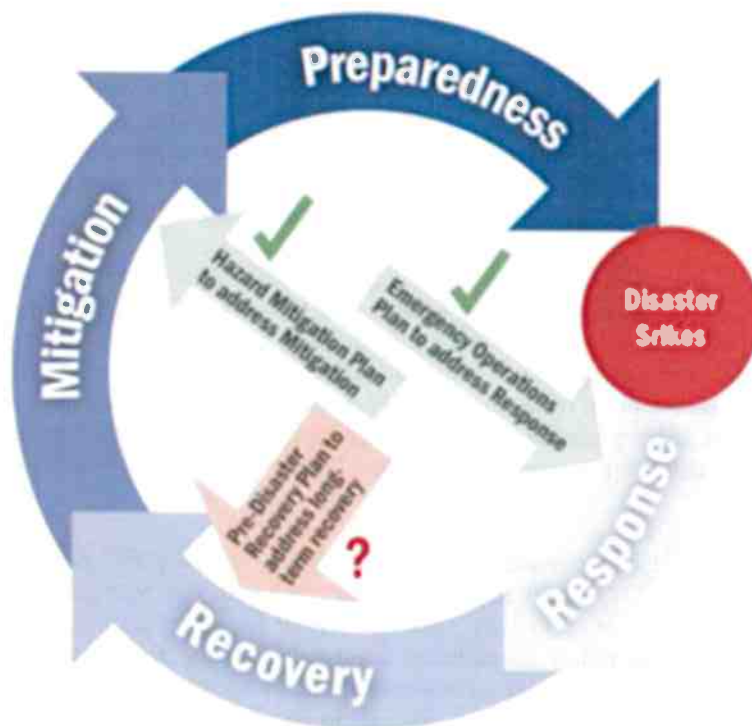 Preparedness
Disaster
Srikes
Response
Recovery
Mitigation
Hazard Mitigation Plan
to address Mitigation
Emergency Operations
Plan to address Response
Pre-Disaster
Recovery Plan to
address long-
term recovery
?